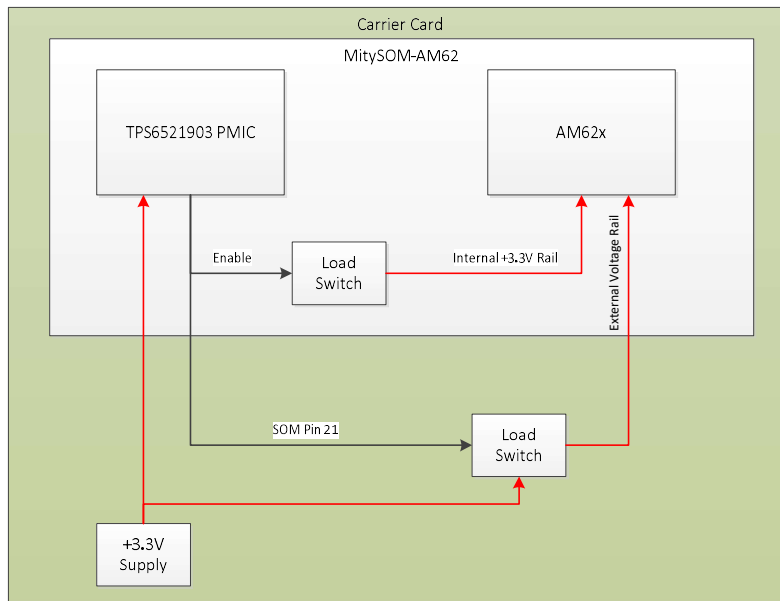 Carrier Card
MitySOM-AM62
TPS6521903 PMIC
AM62x
Enable
Load
Switch
Internal +3.3V Rail
External Voltage Rail
SOM Pin 21
Load
Switch
+3.3V
Supply